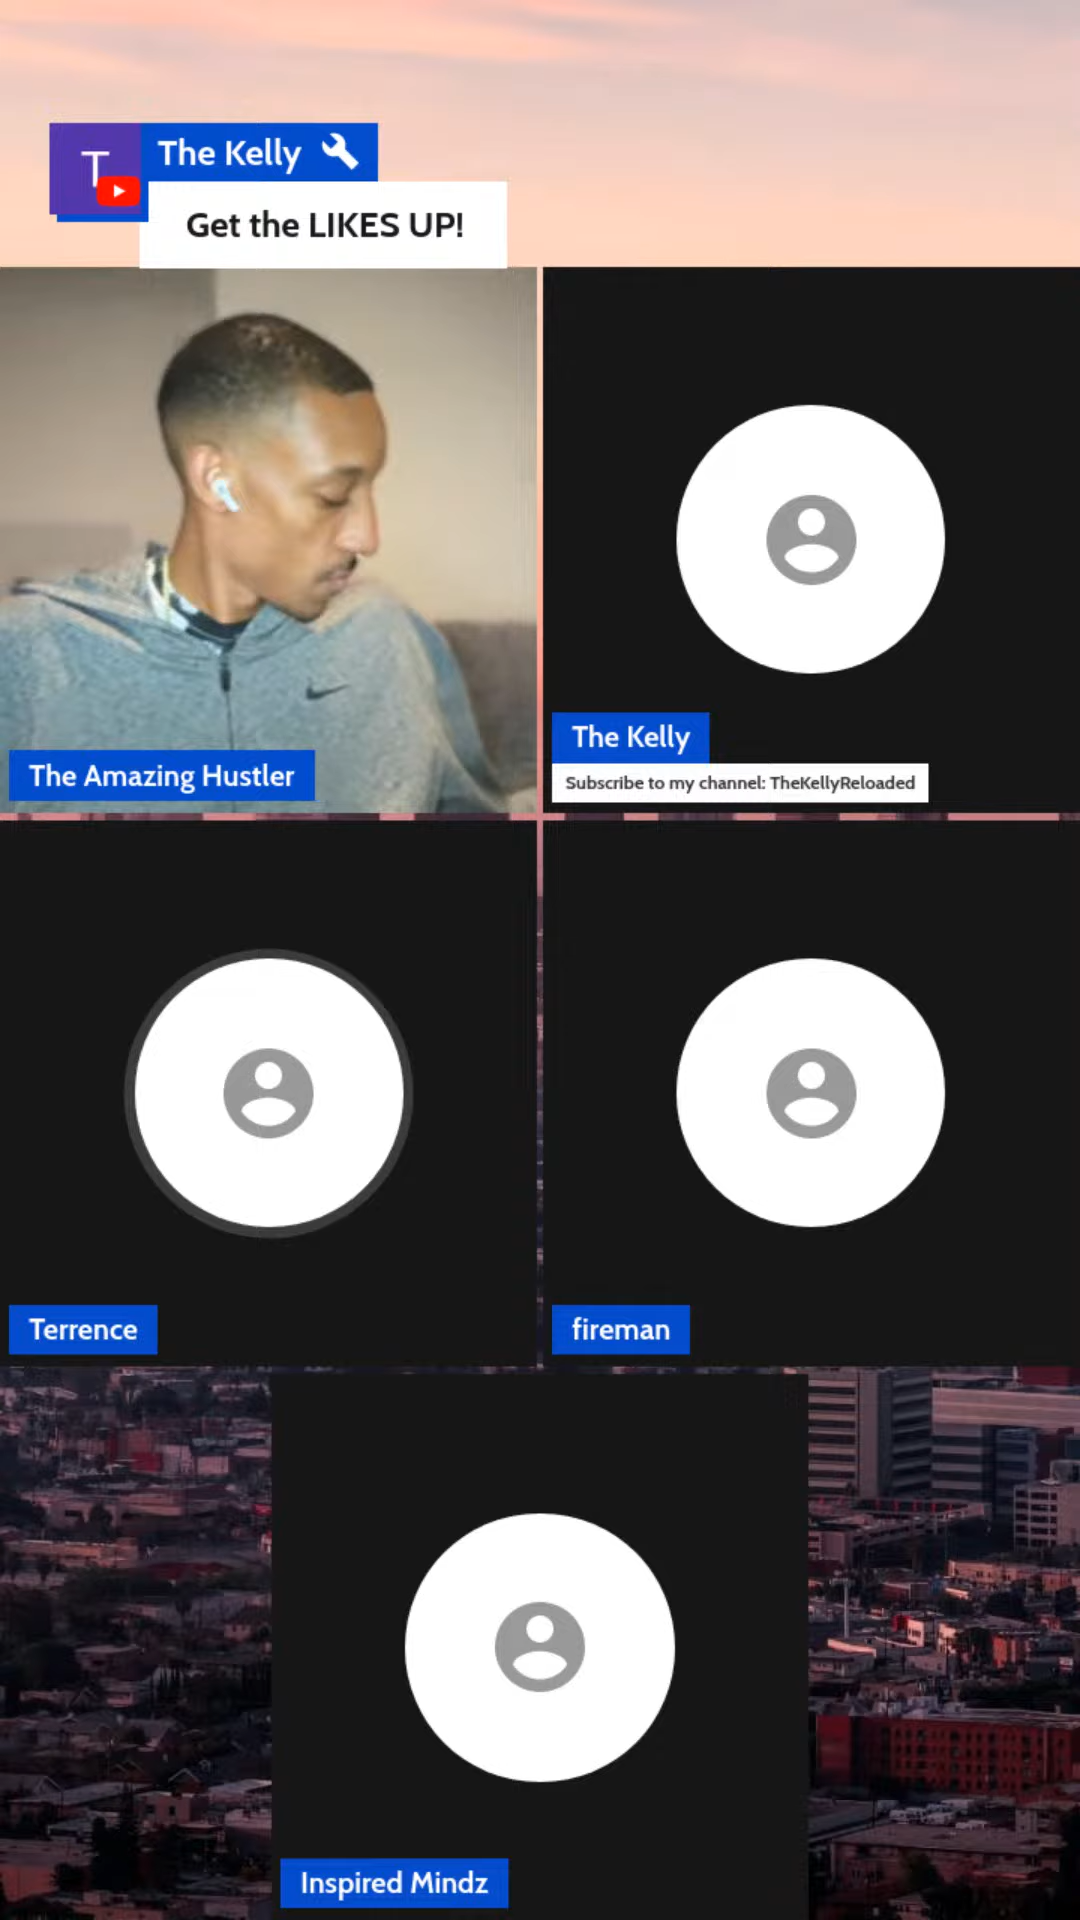 T
The Kelly
Get the LIKES UP!
The Amazing Hustler
The Kelly
Subscribe to my channel: TheKellyReloaded
Terrence
fireman
Inspired Mindz